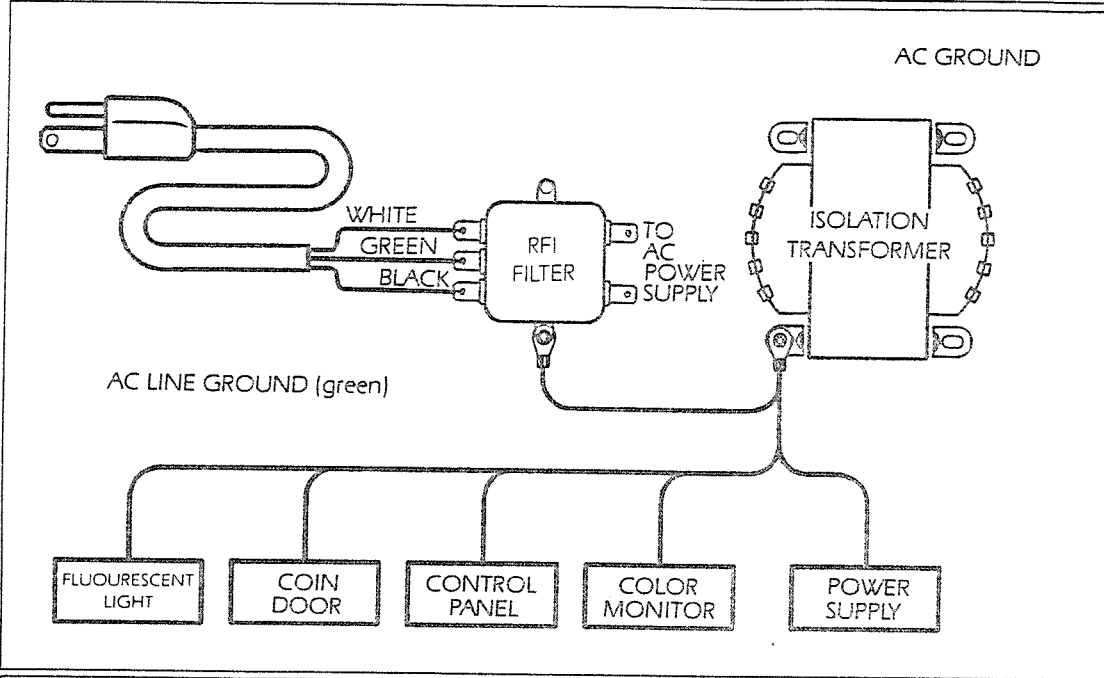 AC GROUND
WHITE
GREEN
BLACK
RFI
FILTER
TO
AC
POWER
SUPPLY
ISOLATION
TRANSFORMER
AC LINE GROUND (green)
FLUOURESCENT
LIGHT
COIN
DOOR
CONTROL
PANEL
COLOR
MONITOR
POWER
SUPPLY